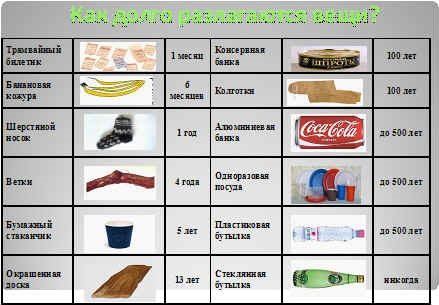 Как долго разлагаются вещи?
Трамвайный
билетик
1 месяц
Консервная
банка
ШПРОТЫ
100 лет
Банановая
кожура
6
месяцев
Колготки
100 лет
Шерстяной
носок
1 год
Алюминиевая
банка
Coca-Cola
до 500 лет
Ветки
4 года
Одноразовая
посуда
до 500 лет
Бумажный
стаканчик
5 лет
Пластиковая
бутылка
до 500 лет
Окрашенная
доска
13 лет
Стеклянная
бутылка
никогда